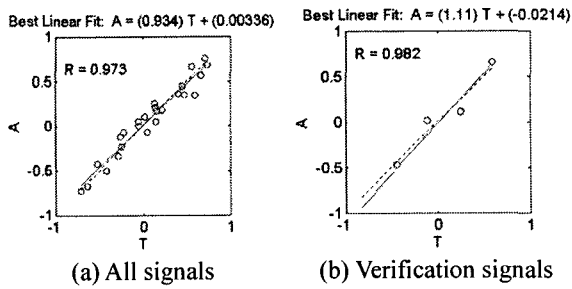 Best Linear Fit: A = (0.934) T + (0.00336)
R = 0.973
A
1
0.5
0
-0.5
-1
-1
0
1
T
(a) All signals
Best Linear Fit: A = (1.11) T + (-0.0214)
R = 0.982
A
1
0.5
0
-0.5
-1
-1
0
1
T
(b) Verification signals